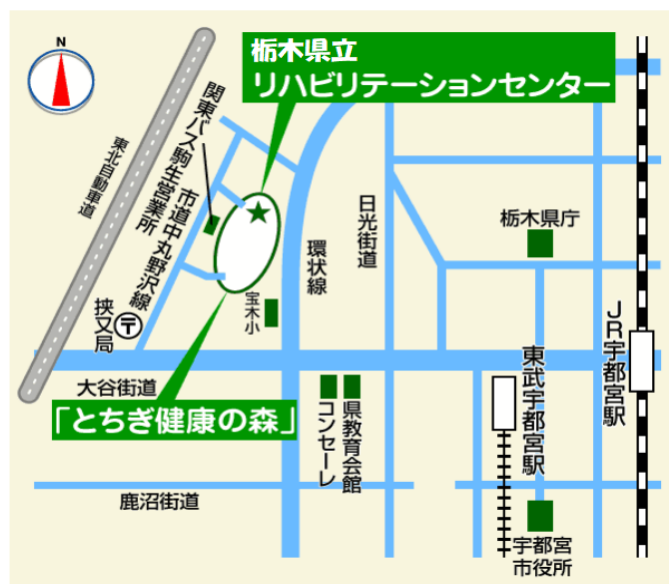 N
栃木県立
リハビリテーションセンター
関東バス駒生営業所
市道中丸野沢線
東北自動車道
日光街道
栃木県庁
環状線
宝木小
挟又局
〒
JR宇都宮駅
東武宇都宮駅
大谷街道
「とちぎ健康の森」
コンセーレ
県教育会館
鹿沼街道
宇都宮
市役所